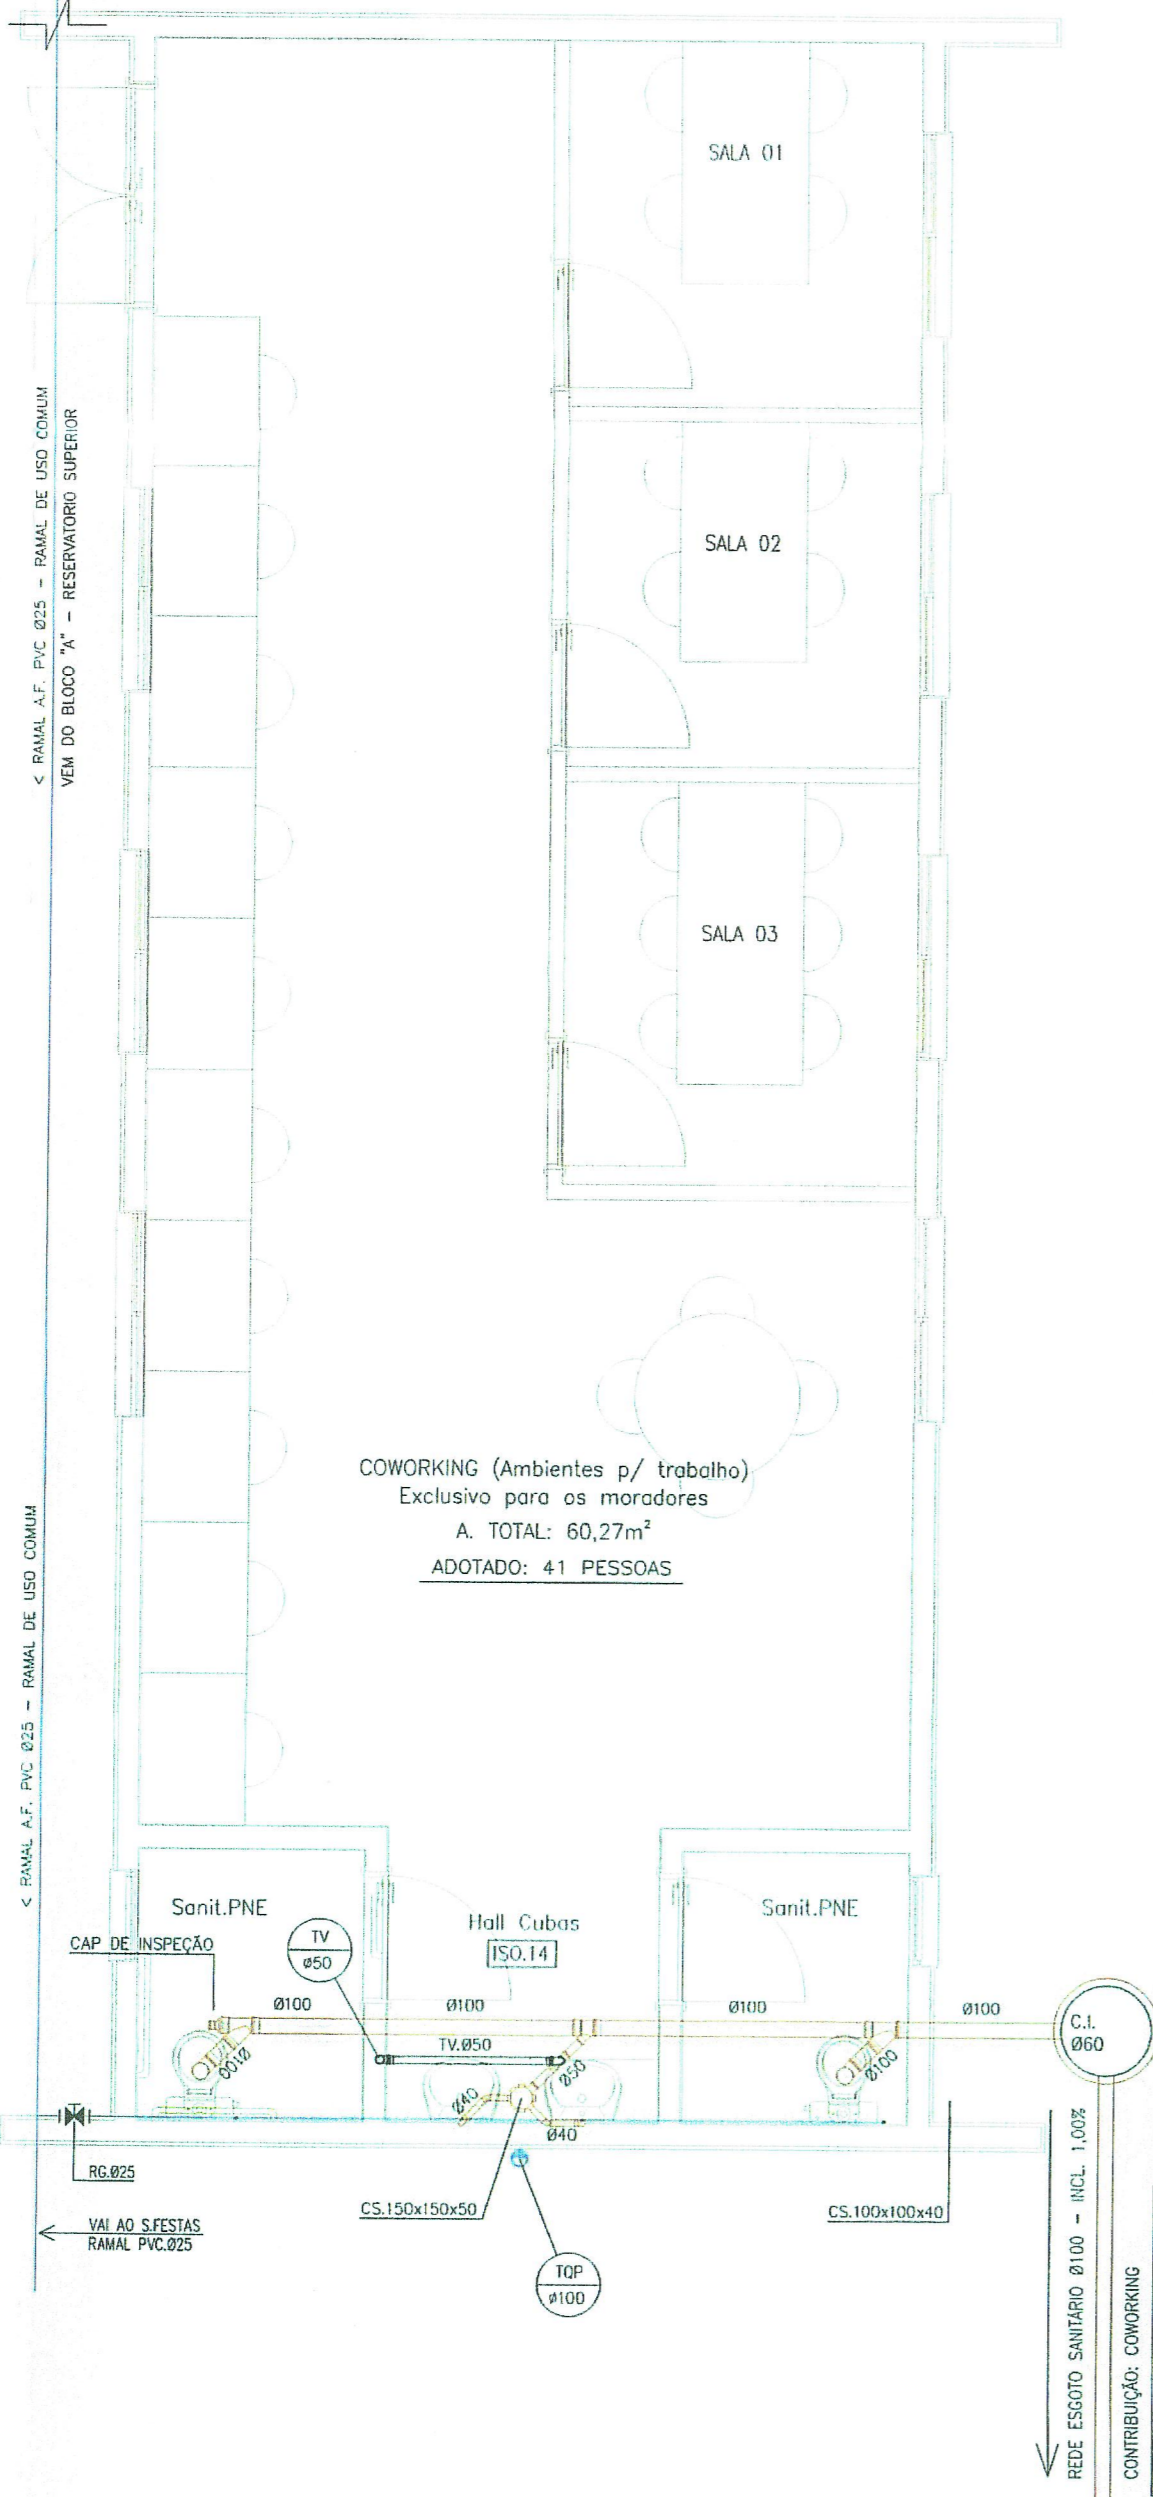 SALA 01
< RAMAL A.F. PVC Ø25 - RAMAL DE USO COMUM
VEM DO BLOCO "A" - RESERVATORIO SUPERIOR
SALA 02
SALA 03
COWORKING (Ambientes p/ trabalho)
Exclusivo para os moradores
A. TOTAL: 60,27m²
ADOTADO: 41 PESSOAS
< RAMAL A.F. PVC Ø25 - RAMAL DE USO COMUM
Sanit.PNE
Hall Cubas
ISO.14
Sanit.PNE
CAP DE INSPEÇÃO
TV
ø50
Ø100
Ø100
Ø100
Ø100
C.I.
Ø60
TV.Ø50
Ø100
Ø40
Ø50
Ø100
Ø40
RG.Ø25
CS.150x150x50
CS.100x100x40
VAI AO S.FESTAS
RAMAL PVC.Ø25
TQP
ø100
REDE ESGOTO SANITÁRIO Ø100 - INCL. 1,00%
CONTRIBUIÇÃO: COWORKING